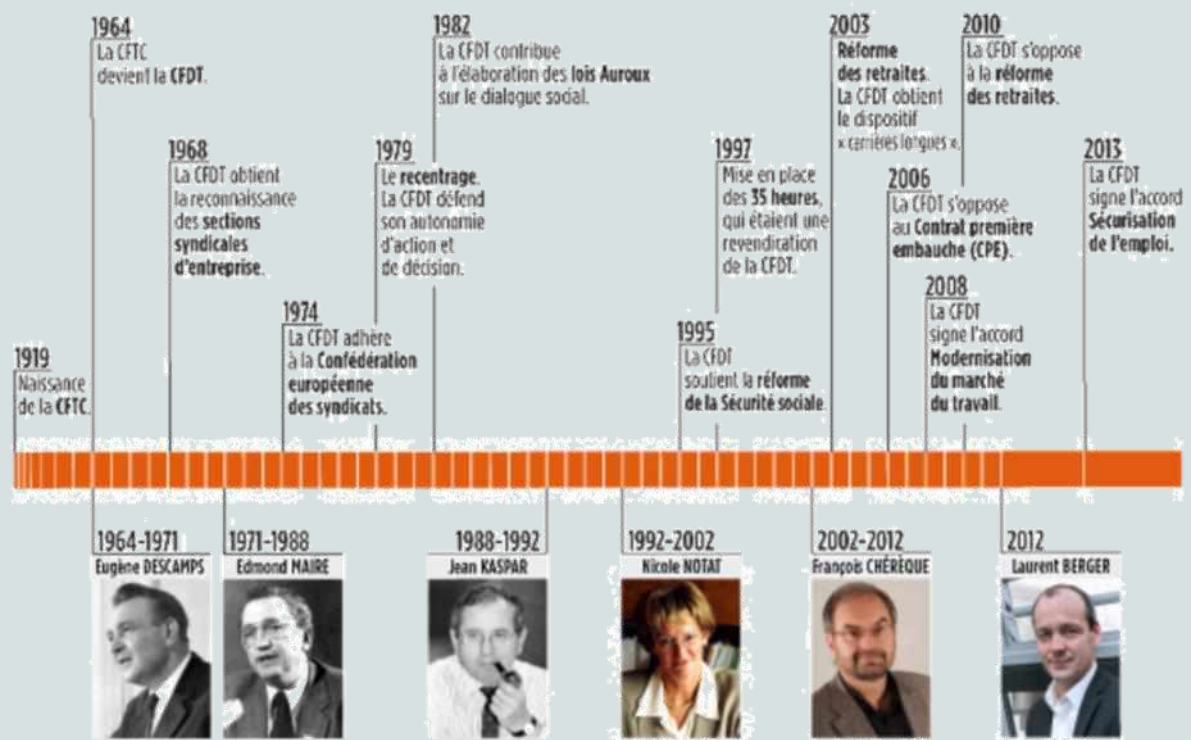 1964
La CFTC
devient la CFDT.
1982
La CFDT contribue
à l'élaboration des lois Auroux
sur le dialogue social.
2003
Réforme
des retraites.
La CFDT obtient
le dispositif
« carrières longues ».
2010
La CFDT s'oppose
à la réforme
des retraites.
1968
La CFDT obtient
la reconnaissance
des sections
syndicales
d'entreprise.
1979
Le recentrage.
La CFDT défend
son autonomie
d'action et
de décision.
1997
Mise en place
des 35 heures,
qui étaient une
revendication
de la CFDT.
2006
La CFDT s'oppose
au Contrat première
embauche (CPE).
2013
La CFDT
signe l'accord
Sécurisation
de l'emploi.
1919
Naissance
de la CFTC.
1974
La CFDT adhère
à la Confédération
européenne
des syndicats.
1995
La CFDT
soutient la réforme
de la Sécurité sociale.
2008
La CFDT
signe l'accord
Modernisation
du marché
du travail.
1964-1971
Eugène DESCAMPS
1971-1988
Edmond MAIRE
1988-1992
Jean KASPAR
1992-2002
Nicole NOTAT
2002-2012
François CHÉRÈQUE
2012
Laurent BERGER